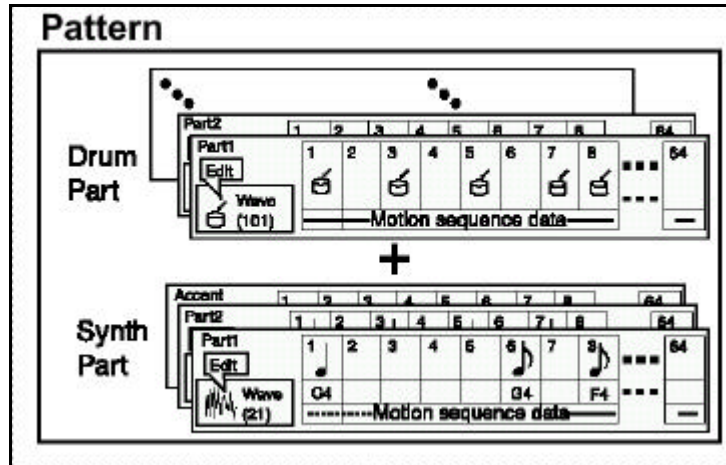 Pattern
Part2
1 2 3 4 5 6 7 8 64
Drum
Part
Part1
Edit
1 2 3 4 5 6 7 8 64
Wave
(101)
Motion sequence data
+
Accent
1 2 3 4 5 6 7 8 64
Synth
Part
Part2
1 2 3 4 5 6 7 8 64
Part1
Edit
1 2 3 4 5 6 7 8 64
Wave
(21)
G4 G4 F4
Motion sequence data